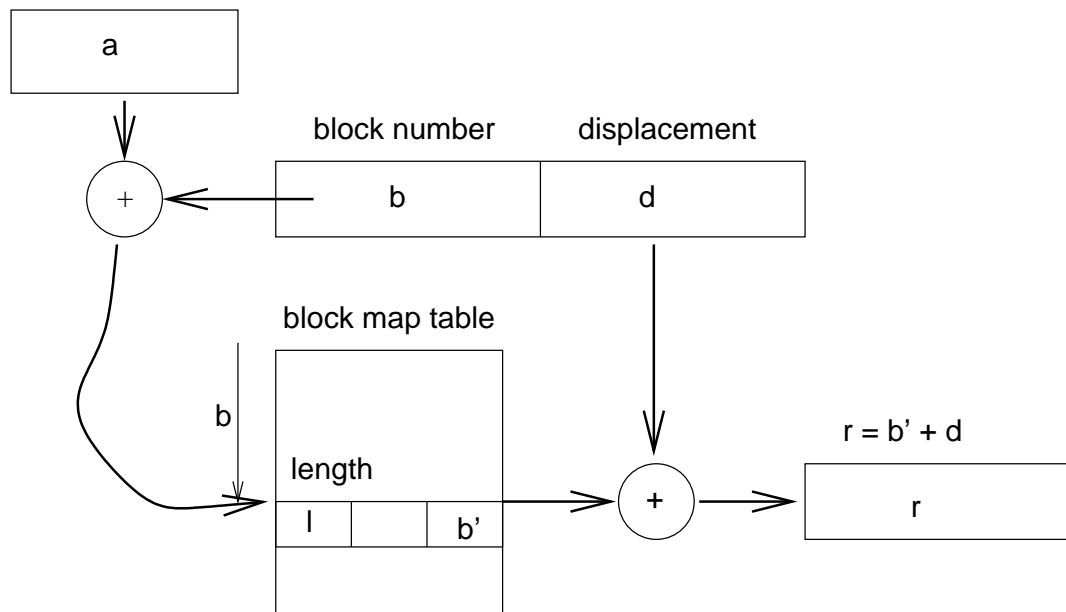 a
block number displacement
+ b d
block map table
b
r = b’ + d
length
l b’ + r